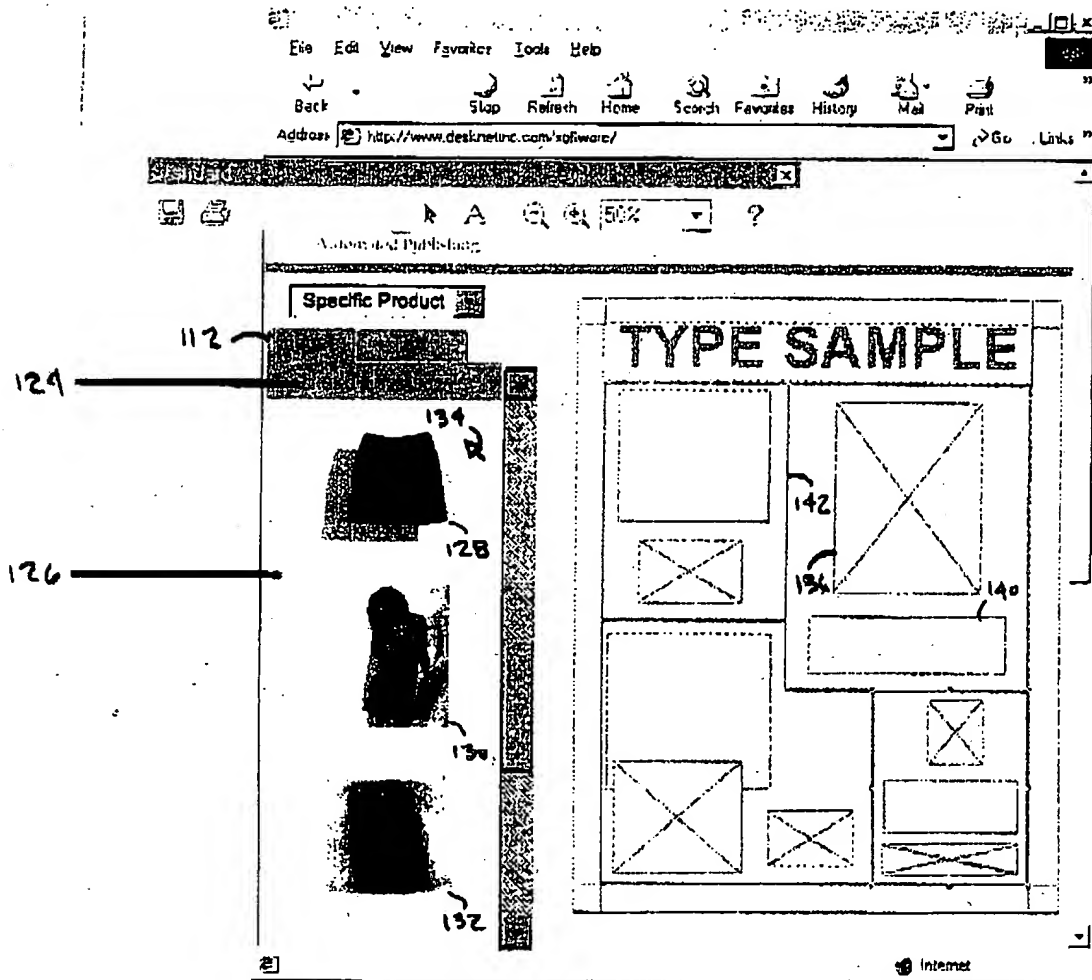 File Edit View Favorites Tools Help
Back Stop Refresh Home Search Favorites History Mail Print
Address http://www.desknetinc.com/software/ Go Links »
A 50% ?
Automated Publishing
Specific Product
TYPE SAMPLE
112
124
134
142
128
126
136
140
130
132
Internet